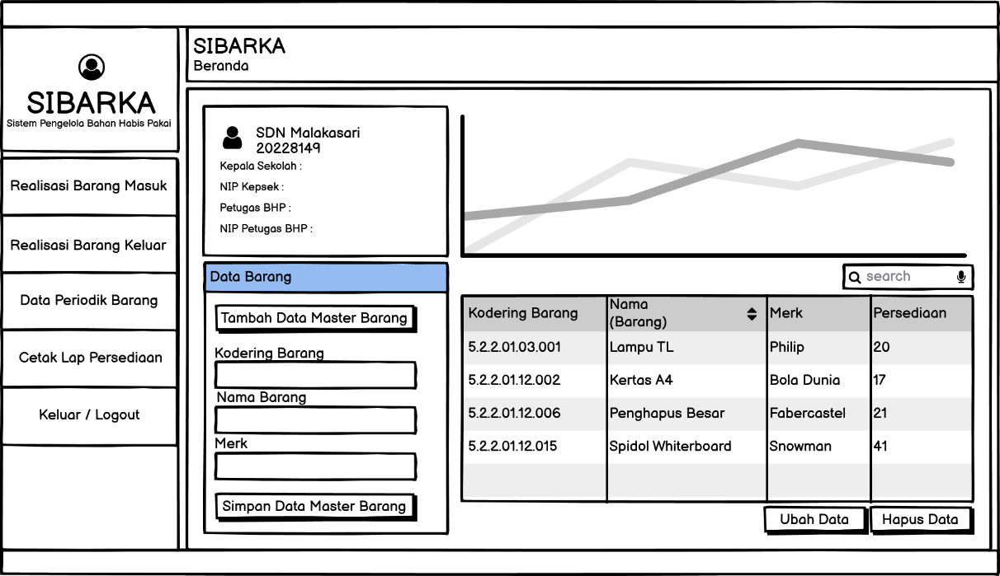 SIBARKA
Sistem Pengelola Bahan Habis Pakai
Realisasi Barang Masuk
Realisasi Barang Keluar
Data Periodik Barang
Cetak Lap Persediaan
Keluar / Logout
SIBARKA
Beranda
SDN Malakasari
20228149
Kepala Sekolah :
NIP Kepsek :
Petugas BHP :
NIP Petugas BHP :
Data Barang
Tambah Data Master Barang
Kodering Barang
Nama Barang
Merk
Simpan Data Master Barang
search
Kodering Barang Nama (Barang) Merk Persediaan
5.2.2.01.03.001 Lampu TL Philip 20
5.2.2.01.12.002 Kertas A4 Bola Dunia 17
5.2.2.01.12.006 Penghapus Besar Fabercastel 21
5.2.2.01.12.015 Spidol Whiterboard Snowman 41
Ubah Data Hapus Data